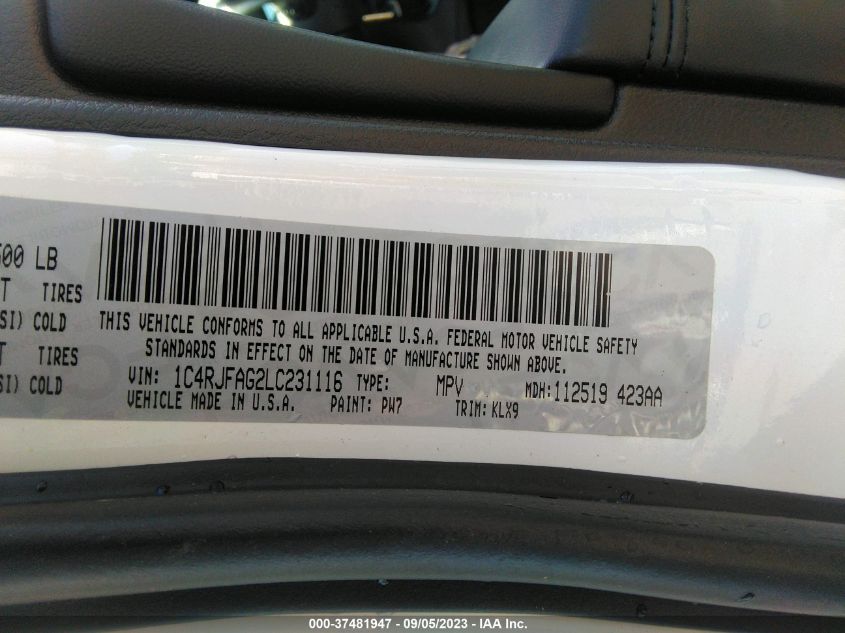 500 LB
T TIRES
SI) COLD
T TIRES
SI) COLD
THIS VEHICLE CONFORMS TO ALL APPLICABLE U.S.A. FEDERAL MOTOR VEHICLE SAFETY
STANDARDS IN EFFECT ON THE DATE OF MANUFACTURE SHOWN ABOVE.
VIN: 1C4RJFAG2LC231116 TYPE: MPV MDH:112519 423AA
VEHICLE MADE IN U.S.A. PAINT: PW7 TRIM: KLX9
000-37481947 - 09/05/2023 - IAA Inc.